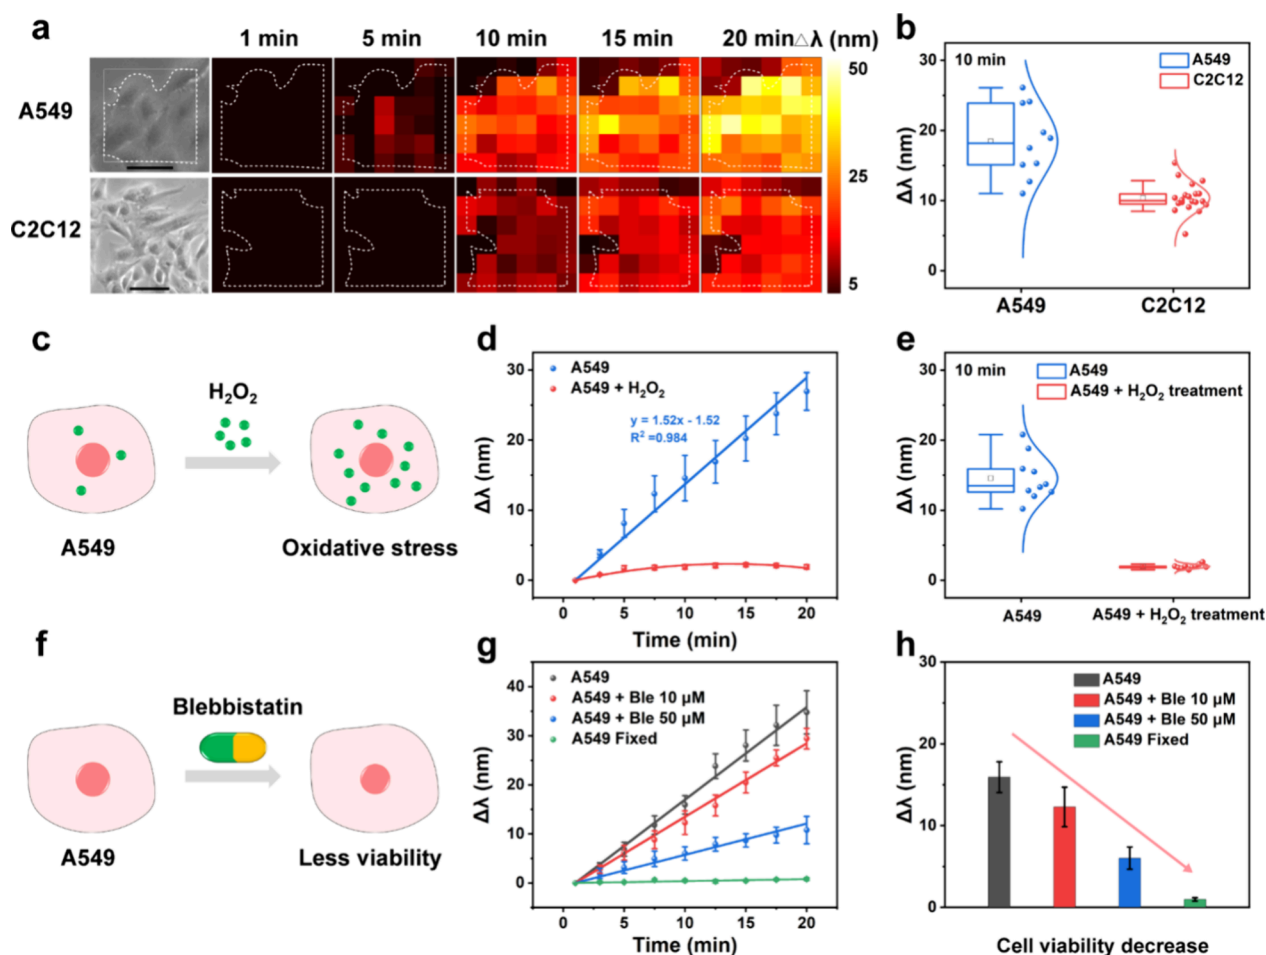 a
1 min 5 min 10 min 15 min 20 min △λ (nm)
A549
C2C12
50
25
5
b
10 min
A549
C2C12
30
20
10
0
Δλ (nm)
A549 C2C12
c
H₂O₂
A549
Oxidative stress
d
A549
A549 + H₂O₂
y = 1.52x - 1.52
R² =0.984
30
20
10
0
Δλ (nm)
0 5 10 15 20
Time (min)
e
10 min
A549
A549 + H₂O₂ treatment
30
20
10
0
Δλ (nm)
A549 A549 + H₂O₂ treatment
f
Blebbistatin
A549
Less viability
g
A549
A549 + Ble 10 μM
A549 + Ble 50 μM
A549 Fixed
40
30
20
10
0
Δλ (nm)
0 5 10 15 20
Time (min)
h
A549
A549 + Ble 10 μM
A549 + Ble 50 μM
A549 Fixed
30
20
10
0
Δλ (nm)
Cell viability decrease